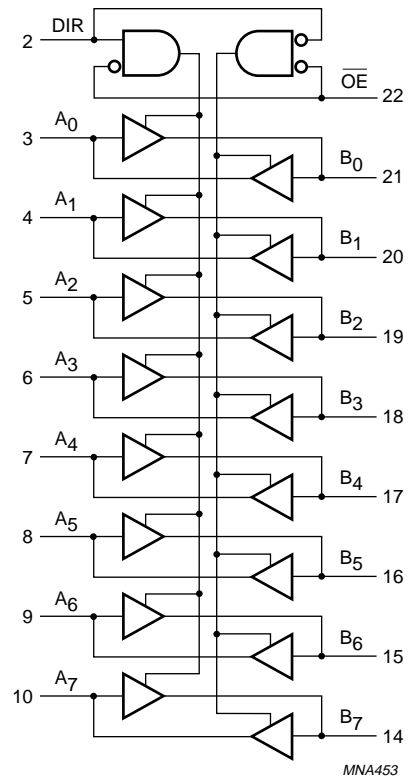 2 DIR
OE 22
3 A0
B0 21
4 A1
B1 20
5 A2
B2 19
6 A3
B3 18
7 A4
B4 17
8 A5
B5 16
9 A6
B6 15
10 A7
B7 14
MNA453